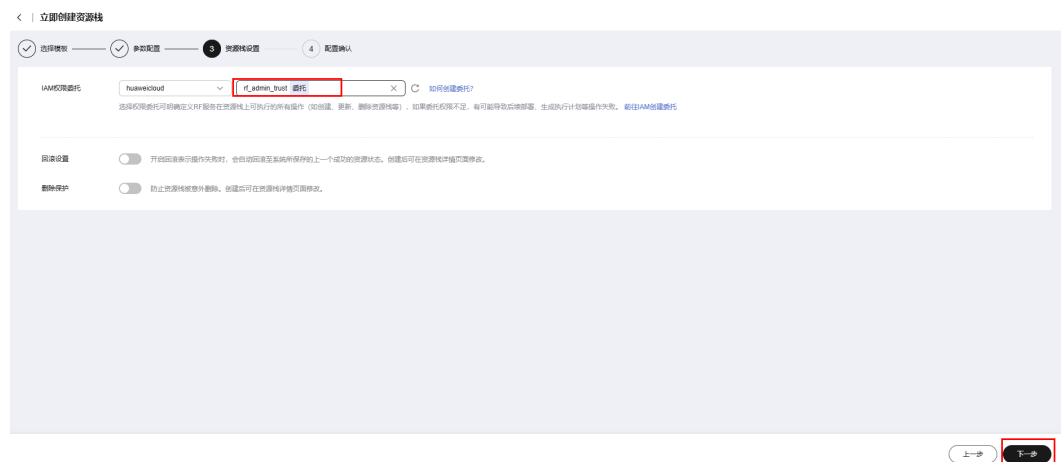 立即创建资源栈
选择模板
参数配置
3 资源栈设置
4 配置确认
IAM权限委托
huaweicloud
rf_admin_trust 委托
如何创建委托?
选择权限委托可明确定义RF服务在资源栈上可执行的所有操作（如创建、更新、删除资源栈等），如果委托权限不足，有可能导致后续部署、生成执行计划等操作失败。 前往IAM创建委托
回滚设置
开启回滚表示操作失败时，会自动回滚至系统所保存的上一个成功的资源状态。创建后可在资源栈详情页面修改。
删除保护
防止资源栈被意外删除。创建后可在资源栈详情页面修改。
上一步
下一步